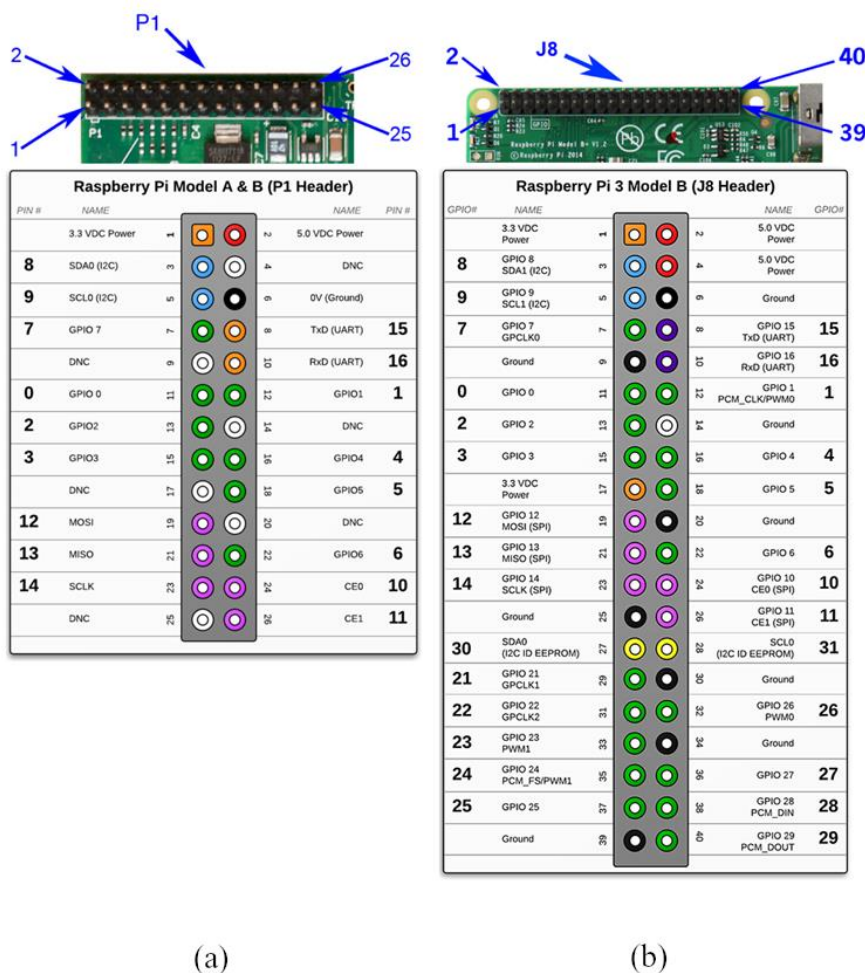 P1
2
26
1
25
P1
J8
2
40
1
39
GPIO
Raspberry Pi Model B+ V1.2
© Raspberry Pi 2014
Raspberry Pi Model A & B (P1 Header)
PIN # NAME NAME PIN #
3.3 VDC Power 1 2 5.0 VDC Power
8 SDA0 (I2C) 3 4 DNC
9 SCL0 (I2C) 5 6 0V (Ground)
7 GPIO 7 7 8 TxD (UART) 15
DNC 9 10 RxD (UART) 16
0 GPIO 0 11 12 GPIO1 1
2 GPIO2 13 14 DNC
3 GPIO3 15 16 GPIO4 4
DNC 17 18 GPIO5 5
12 MOSI 19 20 DNC
13 MISO 21 22 GPIO6 6
14 SCLK 23 24 CE0 10
DNC 25 26 CE1 11
Raspberry Pi 3 Model B (J8 Header)
GPIO# NAME NAME GPIO#
3.3 VDC
Power 1 2 5.0 VDC
Power
8 GPIO 8
SDA1 (I2C) 3 4 5.0 VDC
Power
9 GPIO 9
SCL1 (I2C) 5 6 Ground
7 GPIO 7
GPCLK0 7 8 GPIO 15
TxD (UART) 15
Ground 9 10 GPIO 16
RxD (UART) 16
0 GPIO 0 11 12 GPIO 1
PCM_CLK/PWM0 1
2 GPIO 2 13 14 Ground
3 GPIO 3 15 16 GPIO 4 4
3.3 VDC
Power 17 18 GPIO 5 5
12 GPIO 12
MOSI (SPI) 19 20 Ground
13 GPIO 13
MISO (SPI) 21 22 GPIO 6 6
14 GPIO 14
SCLK (SPI) 23 24 GPIO 10
CE0 (SPI) 10
Ground 25 26 GPIO 11
CE1 (SPI) 11
30 SDA0
(I2C ID EEPROM) 27 28 SCL0
(I2C ID EEPROM) 31
21 GPIO 21
GPCLK1 29 30 Ground
22 GPIO 22
GPCLK2 31 32 GPIO 26
PWM0 26
23 GPIO 23
PWM1 33 34 Ground
24 GPIO 24
PCM_FS/PWM1 35 36 GPIO 27 27
25 GPIO 25 37 38 GPIO 28
PCM_DIN 28
Ground 39 40 GPIO 29
PCM_DOUT 29
(a)
(b)